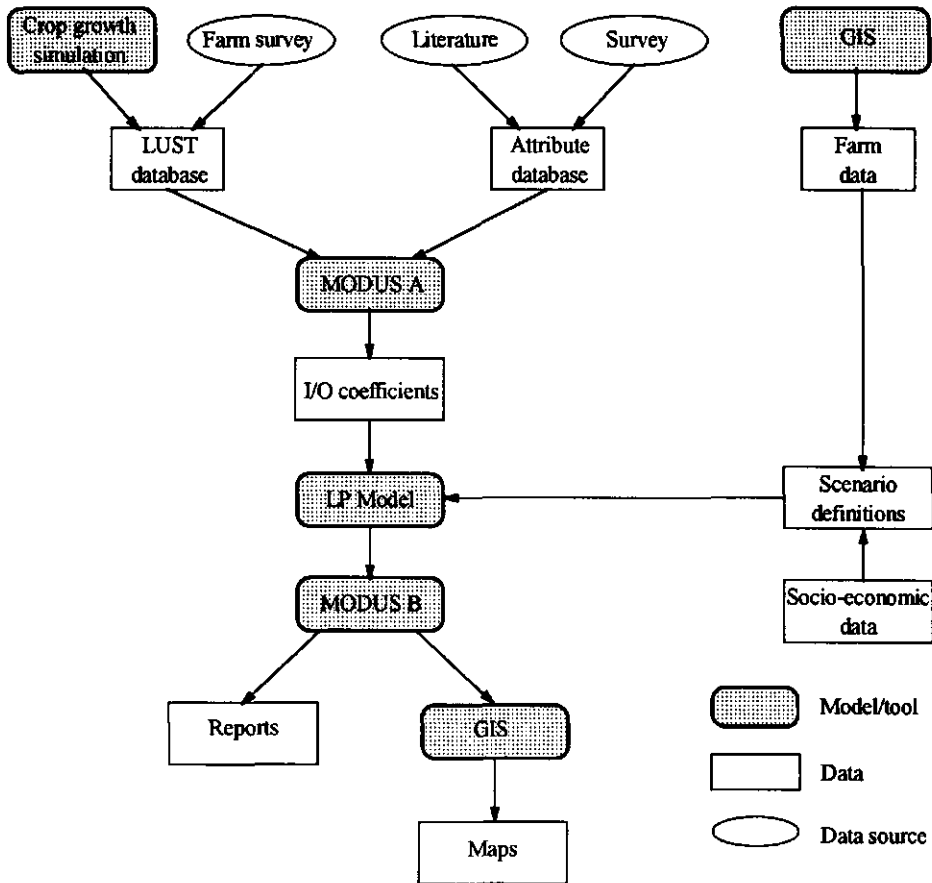 Crop growth
simulation
Farm survey
Literature
Survey
GIS
LUST
database
Attribute
database
Farm
data
MODUS A
I/O coefficients
LP Model
Scenario
definitions
MODUS B
Socio-economic
data
Reports
GIS
Maps
Model/tool
Data
Data source